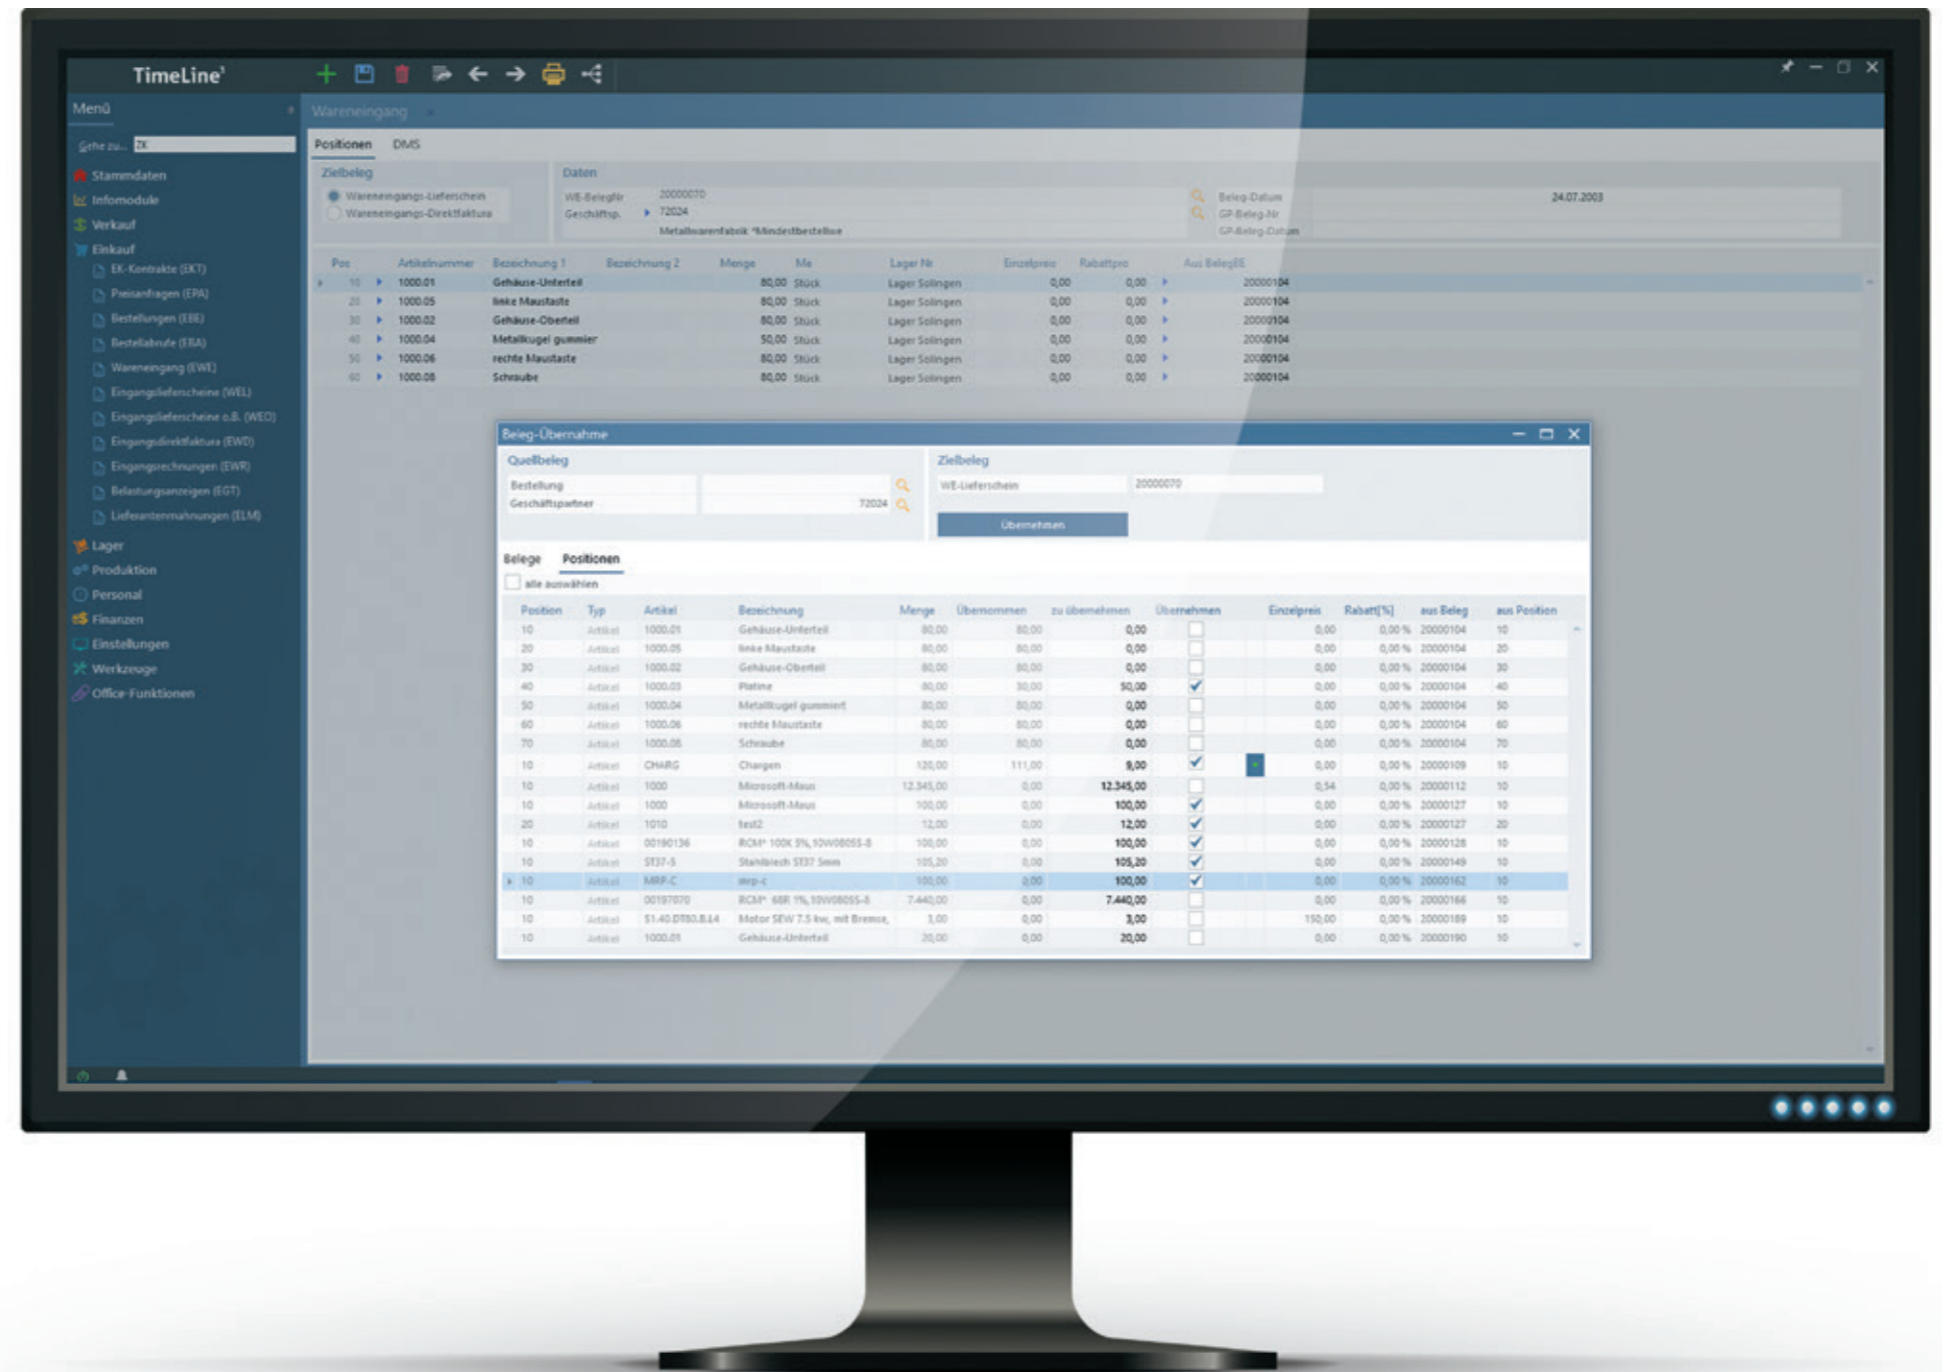 TimeLine
Menü
Gehe zu... ZK
Stammdaten
Infomodule
Verkauf
Einkauf
EK-Kontrakte (EKT)
Preisanfragen (EPA)
Bestellungen (EBE)
Bestellabrufe (EBA)
Wareneingang (EWE)
Eingangslieferscheine (WEL)
Eingangslieferscheine o.B. (WEO)
Eingangsdirektfaktura (EWD)
Eingangsrechnungen (EWR)
Belastungsanzeigen (EGT)
Lieferantenmahnungen (ELM)
Lager
Produktion
Personal
Finanzen
Einstellungen
Werkzeuge
Office-Funktionen
Wareneingang
Positionen DMS
Zielbeleg Daten
Wareneingangs-Lieferschein
Wareneingangs-Direktfaktura
WE-BelegNr 20000070
Geschäftsp. 72024
Metallwarenfabrik *Mindestbestellwe
Beleg-Datum 24.07.2003
GP-Beleg-Nr
GP-Beleg-Datum
Pos Artikelnummer Bezeichnung 1 Bezeichnung 2 Menge Me Lager Nr Einzelpreis Rabattpro Aus BelegEE
10 1000.01 Gehäuse-Unterteil 80,00 Stück Lager Solingen 0,00 0,00 20000104
20 1000.05 linke Maustaste 80,00 Stück Lager Solingen 0,00 0,00 20000104
30 1000.02 Gehäuse-Oberteil 80,00 Stück Lager Solingen 0,00 0,00 20000104
40 1000.04 Metallkugel gummier 50,00 Stück Lager Solingen 0,00 0,00 20000104
50 1000.06 rechte Maustaste 80,00 Stück Lager Solingen 0,00 0,00 20000104
60 1000.08 Schraube 80,00 Stück Lager Solingen 0,00 0,00 20000104
Beleg-Übernahme
Quellbeleg Zielbeleg
Bestellung
Geschäftspartner 72024
WE-Lieferschein 20000070
Übernehmen
Belege Positionen
alle auswählen
Position Typ Artikel Bezeichnung Menge Übernommen zu übernehmen Übernehmen Einzelpreis Rabatt[%] aus Beleg aus Position
10 Artikel 1000.01 Gehäuse-Unterteil 80,00 80,00 0,00 0,00 0,00 % 20000104 10
20 Artikel 1000.05 linke Maustaste 80,00 80,00 0,00 0,00 0,00 % 20000104 20
30 Artikel 1000.02 Gehäuse-Oberteil 80,00 80,00 0,00 0,00 0,00 % 20000104 30
40 Artikel 1000.03 Platine 80,00 30,00 50,00 0,00 0,00 % 20000104 40
50 Artikel 1000.04 Metallkugel gummiert 80,00 80,00 0,00 0,00 0,00 % 20000104 50
60 Artikel 1000.06 rechte Maustaste 80,00 80,00 0,00 0,00 0,00 % 20000104 60
70 Artikel 1000.08 Schraube 80,00 80,00 0,00 0,00 0,00 % 20000104 70
10 Artikel CHARG Chargen 120,00 111,00 9,00 0,00 0,00 % 20000109 10
10 Artikel 1000 Microsoft-Maus 12.345,00 0,00 12.345,00 0,54 0,00 % 20000112 10
10 Artikel 1000 Microsoft-Maus 100,00 0,00 100,00 0,00 0,00 % 20000127 10
20 Artikel 1010 test2 12,00 0,00 12,00 0,00 0,00 % 20000127 20
10 Artikel 00190136 RCM* 100K 5%,10W0805S-8 100,00 0,00 100,00 0,00 0,00 % 20000128 10
10 Artikel ST37-5 Stahlblech ST37 5mm 105,20 0,00 105,20 0,00 0,00 % 20000149 10
10 Artikel MRP-C mrp-c 100,00 0,00 100,00 0,00 0,00 % 20000162 10
10 Artikel 00197070 RCM* 68R 1%,10W0805S-8 7.440,00 0,00 7.440,00 0,00 0,00 % 20000166 10
10 Artikel S1.40.DT80.B.L4 Motor SEW 7.5 kw, mit Bremse, 3,00 0,00 3,00 150,00 0,00 % 20000189 10
10 Artikel 1000.01 Gehäuse-Unterteil 20,00 0,00 20,00 0,00 0,00 % 20000190 10